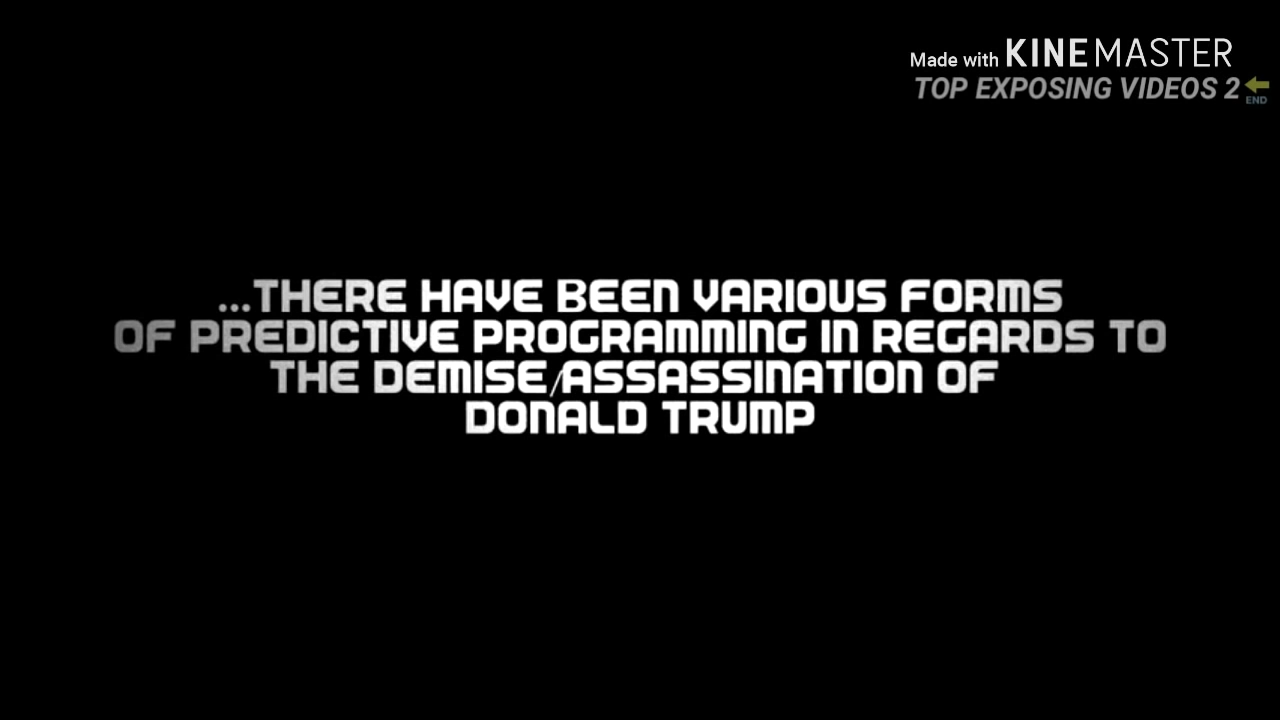 Made with KINEMASTER
TOP EXPOSING VIDEOS 2
END
...THERE HAVE BEEN VARIOUS FORMS
OF PREDICTIVE PROGRAMMING IN REGARDS TO
THE DEMISE/ASSASSINATION OF
DONALD TRUMP